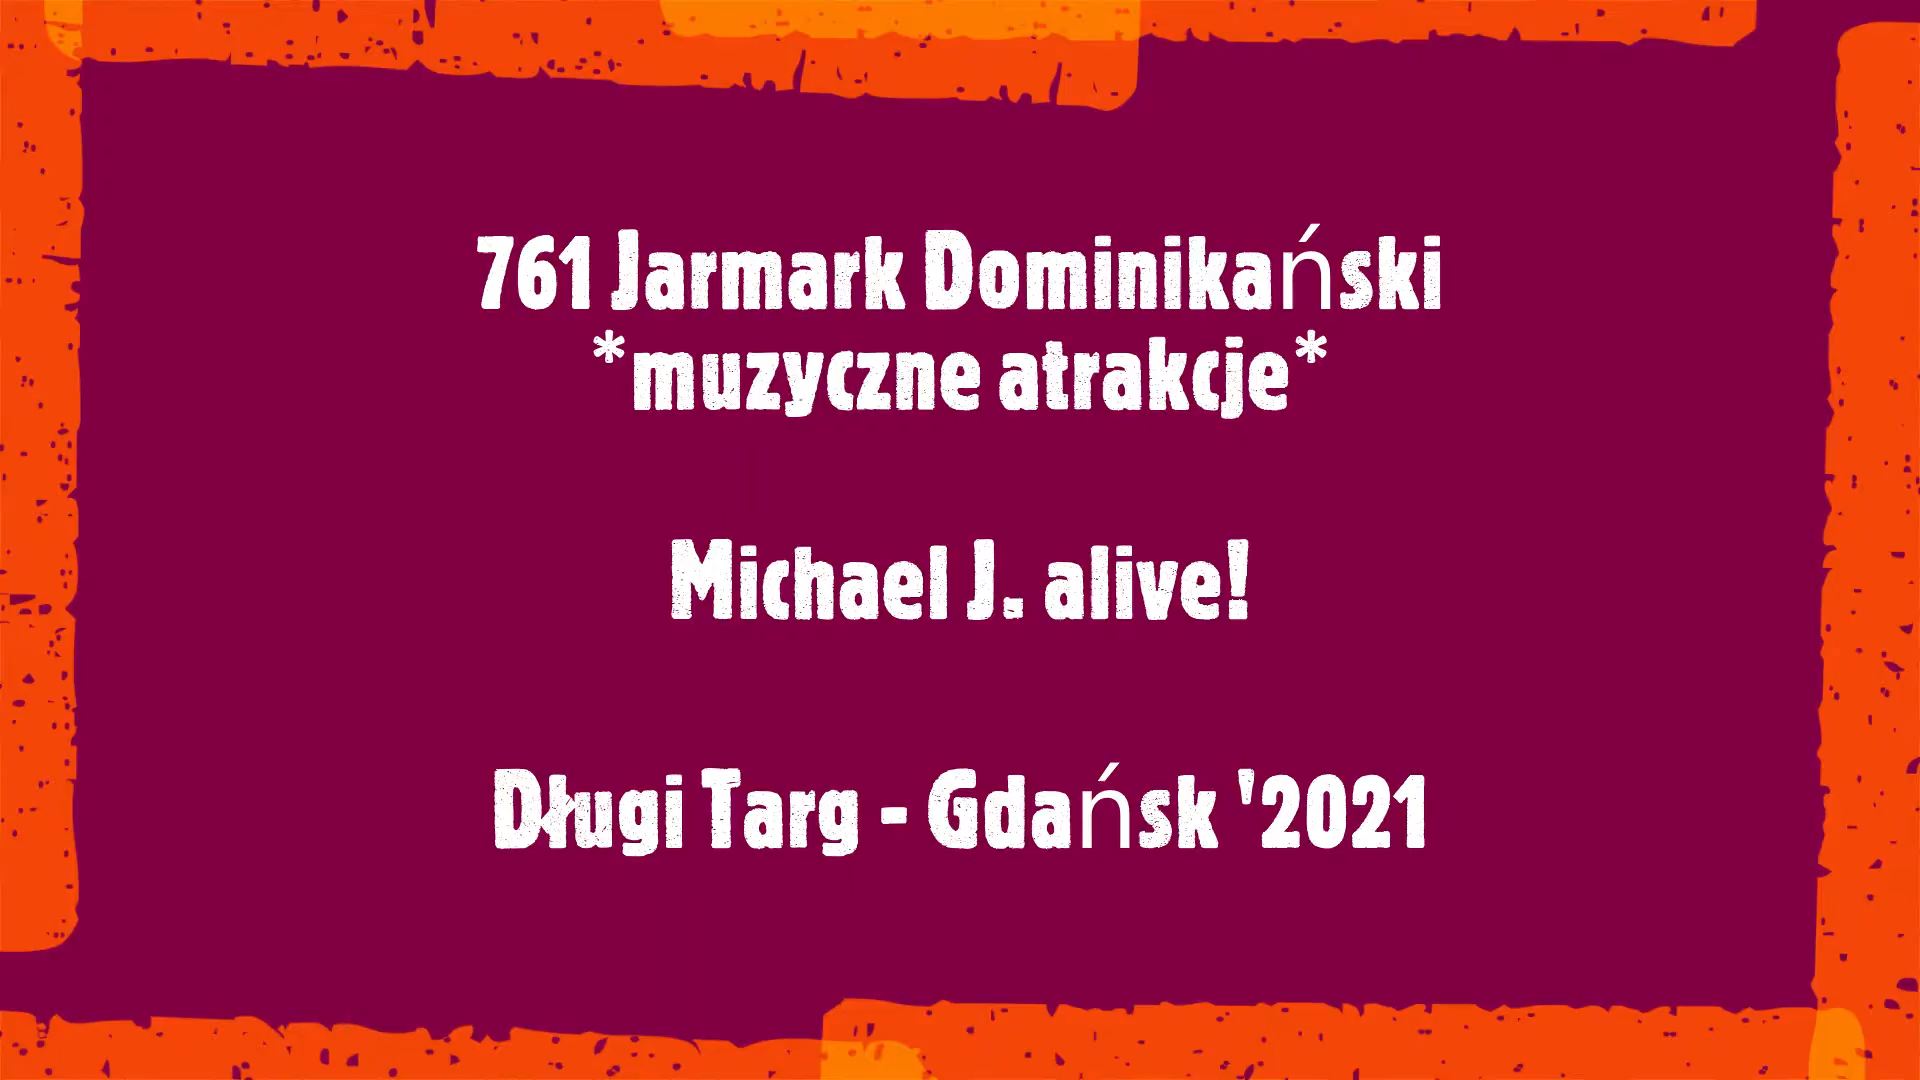 761 Jarmark Dominikański
*muzyczne atrakcje*
Michael J. alive!
Długi Targ - Gdańsk '2021